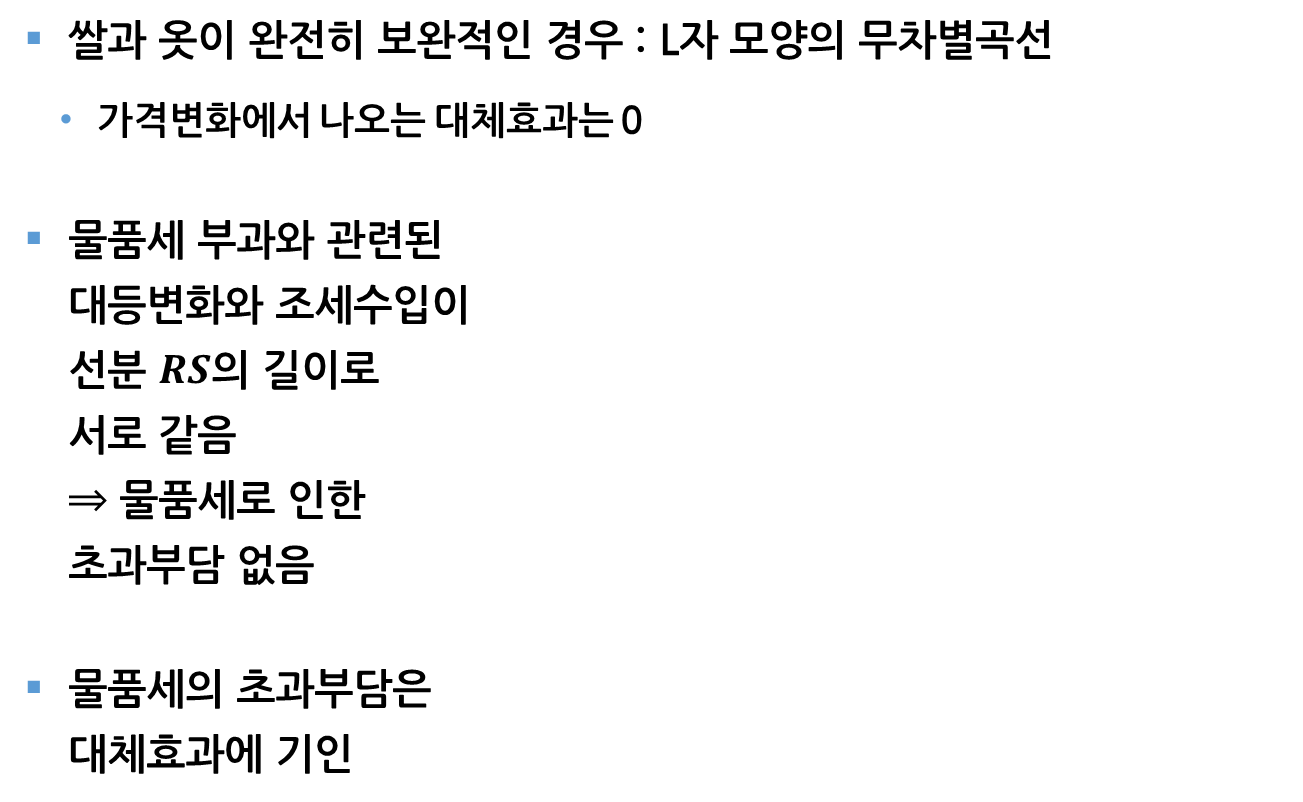 ▪ 쌀과 옷이 완전히 보완적인 경우 : L자 모양의 무차별곡선
• 가격변화에서 나오는 대체효과는 0
▪ 물품세 부과와 관련된
대등변화와 조세수입이
선분 RS의 길이로
서로 같음
⇒ 물품세로 인한
초과부담 없음
▪ 물품세의 초과부담은
대체효과에 기인